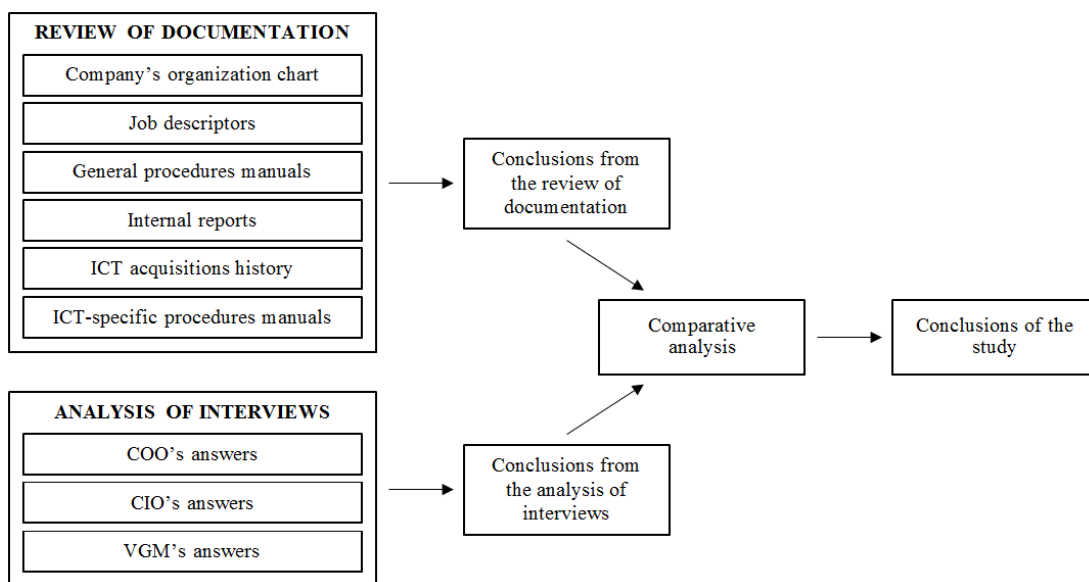 REVIEW OF DOCUMENTATION
Company's organization chart
Job descriptors
General procedures manuals
Internal reports
ICT acquisitions history
ICT-specific procedures manuals
Conclusions from
the review of
documentation
Comparative
analysis
Conclusions of the
study
ANALYSIS OF INTERVIEWS
COO's answers
CIO's answers
VGM's answers
Conclusions from
the analysis of
interviews